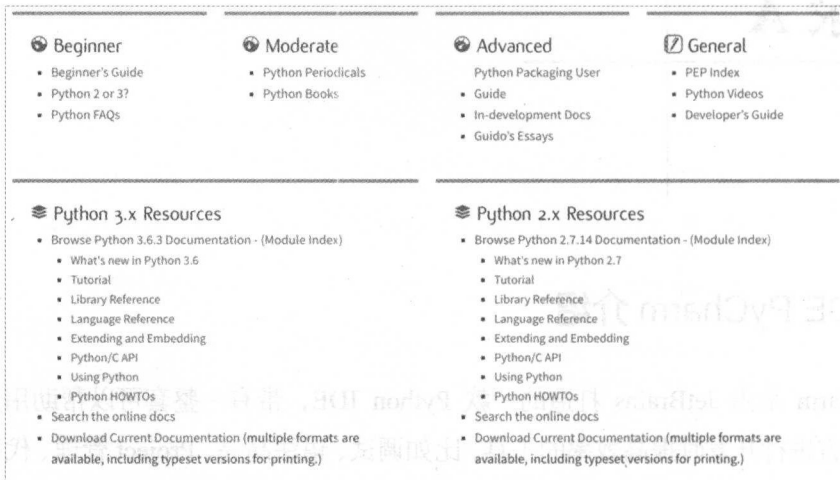 Beginner
Beginner's Guide
Python 2 or 3?
Python FAQs
Moderate
Python Periodicals
Python Books
Advanced
Python Packaging User
Guide
In-development Docs
Guido's Essays
General
PEP Index
Python Videos
Developer's Guide
Python 3.x Resources
Browse Python 3.6.3 Documentation - (Module Index)
What's new in Python 3.6
Tutorial
Library Reference
Language Reference
Extending and Embedding
Python/C API
Using Python
Python HOWTOs
Search the online docs
Download Current Documentation (multiple formats are
available, including typeset versions for printing.)
Python 2.x Resources
Browse Python 2.7.14 Documentation - (Module Index)
What's new in Python 2.7
Tutorial
Library Reference
Language Reference
Extending and Embedding
Python/C API
Using Python
Python HOWTOs
Search the online docs
Download Current Documentation (multiple formats are
available, including typeset versions for printing.)